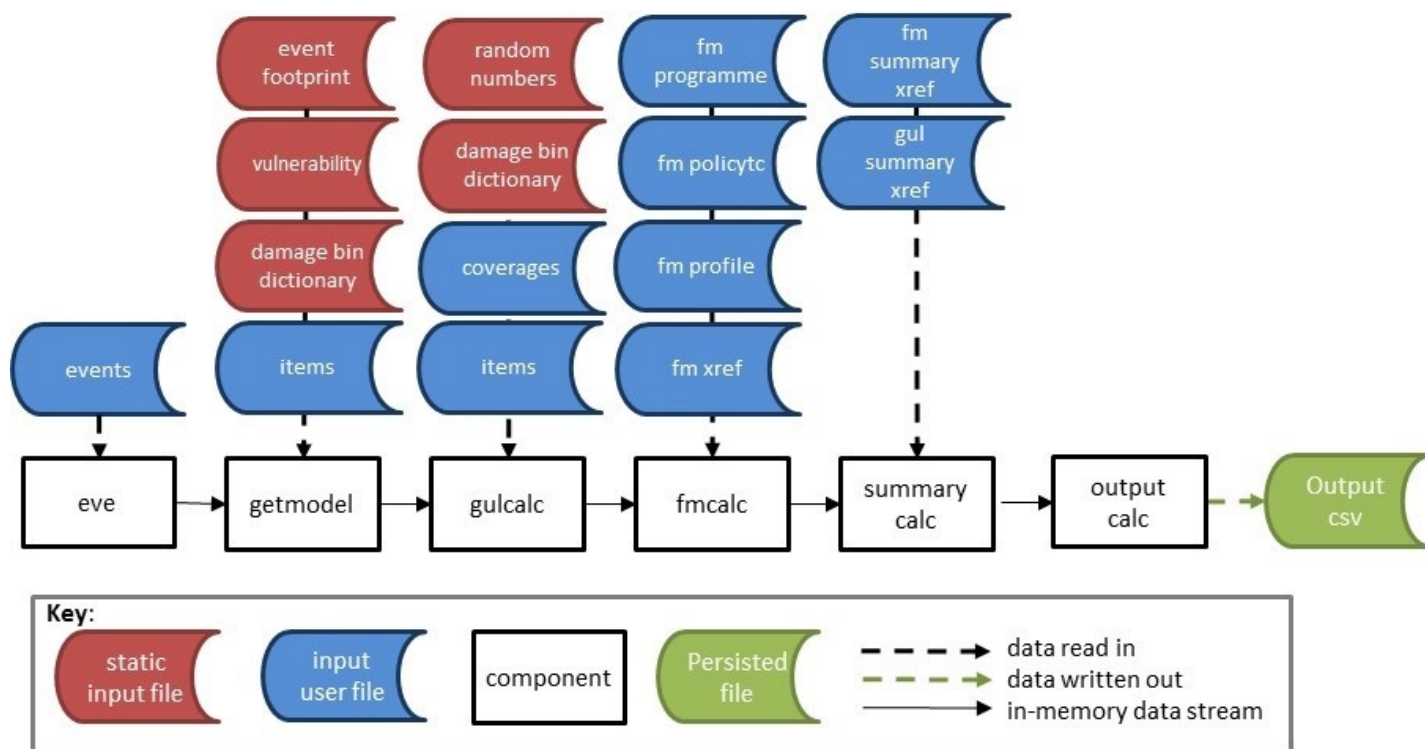 event
footprint
random
numbers
fm
programme
fm
summary
xref
vulnerability
damage bin
dictionary
fm policytc
gul
summary
xref
damage bin
dictionary
coverages
fm profile
events
items
items
fm xref
eve
getmodel
gulcalc
fmcalc
summary
calc
output
calc
Output
csv
Key:
static
input file
input
user file
component
Persisted
file
data read in
data written out
in-memory data stream